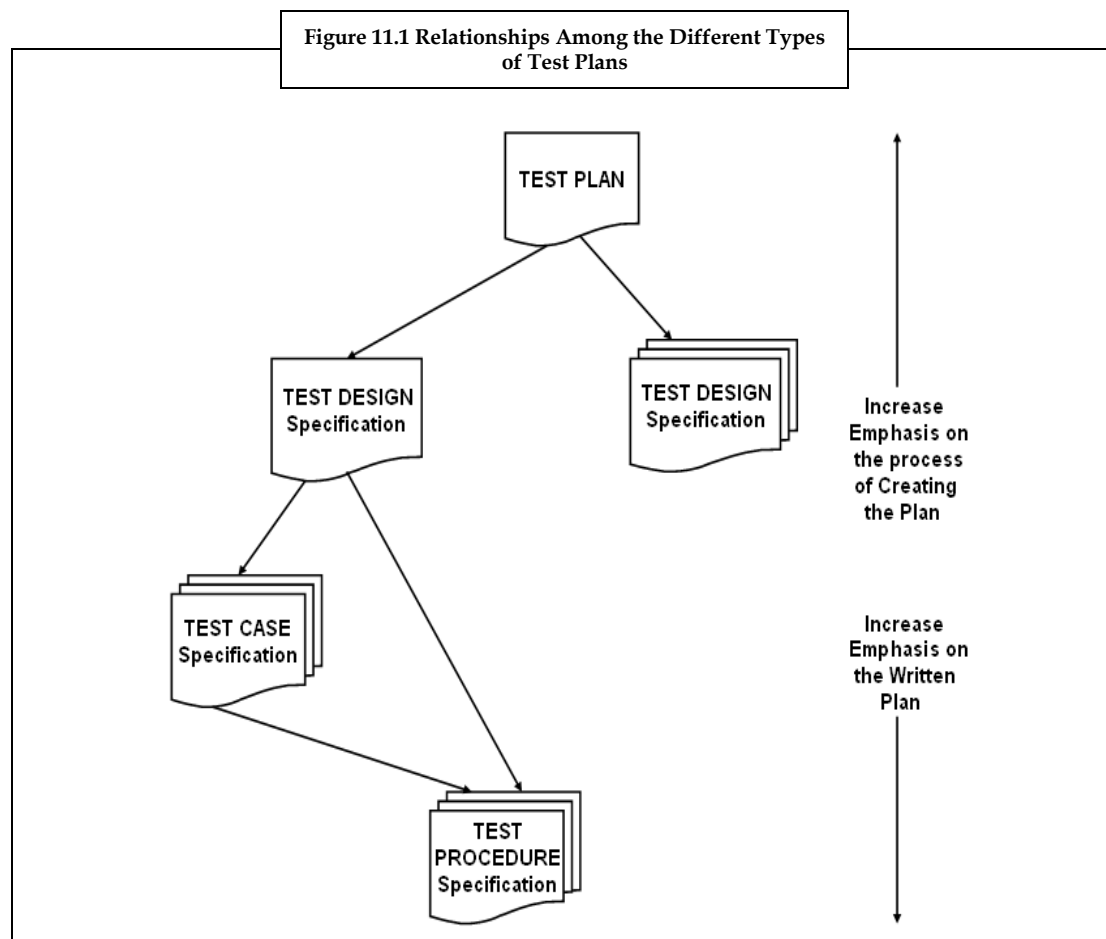 Figure 11.1 Relationships Among the Different Types
of Test Plans
TEST PLAN
TEST DESIGN
Specification
TEST DESIGN
Specification
Increase
Emphasis on
the process
of Creating
the Plan
TEST CASE
Specification
Increase
Emphasis on
the Written
Plan
TEST
PROCEDURE
Specification